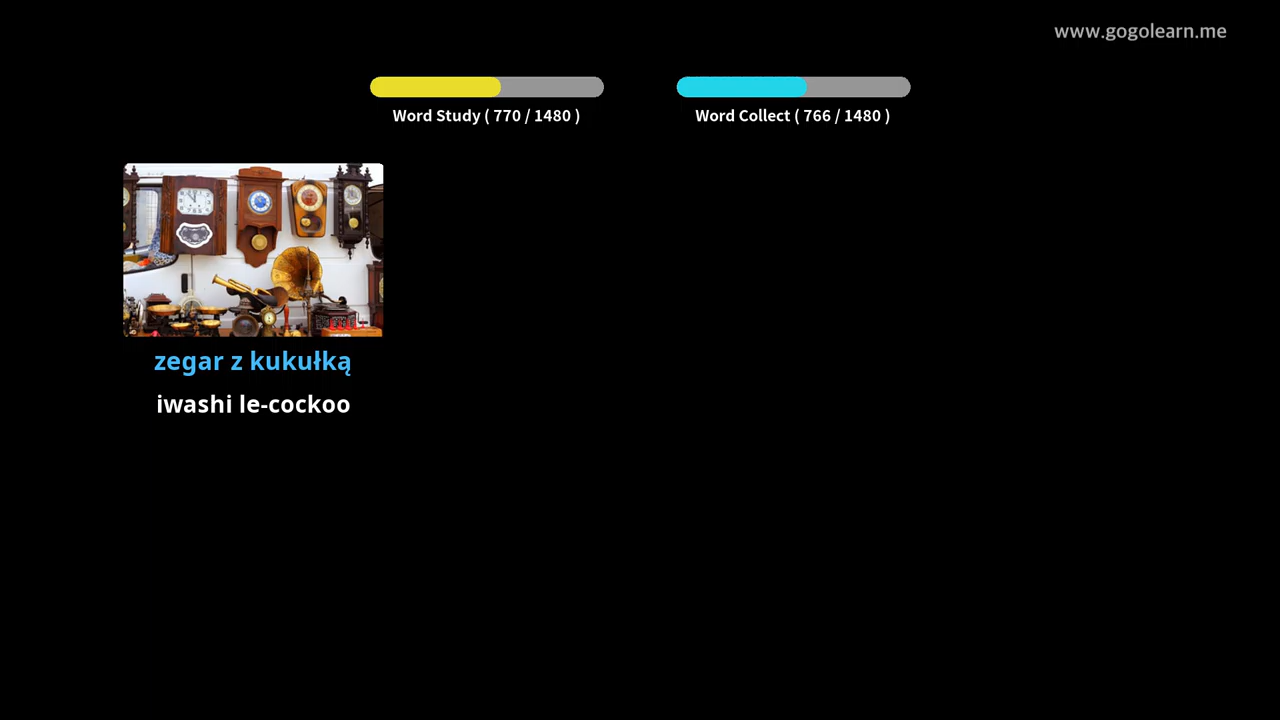 www.gogolearn.me
Word Study ( 770 / 1480 )
Word Collect ( 766 / 1480 )
zegar z kukułką
iwashi le-cockoo